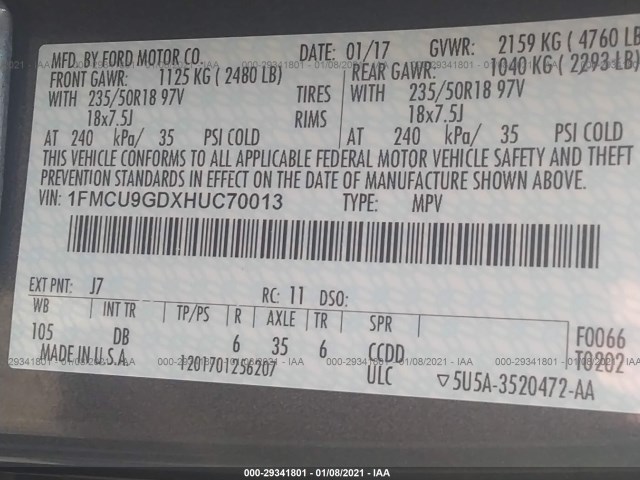 MFD. BY FORD MOTOR CO. DATE: 01/17 GVWR: 2159 KG ( 4760 LB
FRONT GAWR: 1125 KG ( 2480 LB) REAR GAWR: 1040 KG ( 2293 LB)
WITH 235/50R18 97V TIRES WITH 235/50R18 97V
18x7.5J RIMS 18x7.5J
AT 240 kPa/ 35 PSI COLD AT 240 kPa/ 35 PSI COLD
THIS VEHICLE CONFORMS TO ALL APPLICABLE FEDERAL MOTOR VEHICLE SAFETY AND THEFT
PREVENTION STANDARDS IN EFFECT ON THE DATE OF MANUFACTURE SHOWN ABOVE.
VIN: 1FMCU9GDXHUC70013 TYPE: MPV
EXT PNT: J7 RC: 11 DSO:
WB INT TR TP/PS R AXLE TR SPR
105 DB 6 35 6 CCDD F0066
MADE IN U.S.A. 1201701256207 ULC T0202
▽5U5A-3520472-AA
000-29341801 - 01/08/2021 - IAA